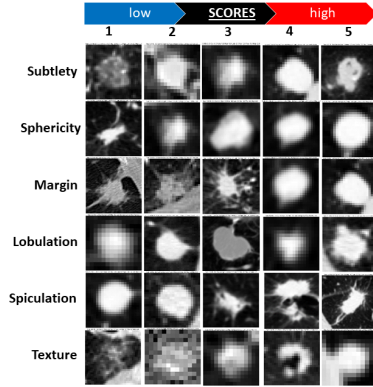 low SCORES high
1 2 3 4 5
Subtlety
Sphericity
Margin
Lobulation
Spiculation
Texture